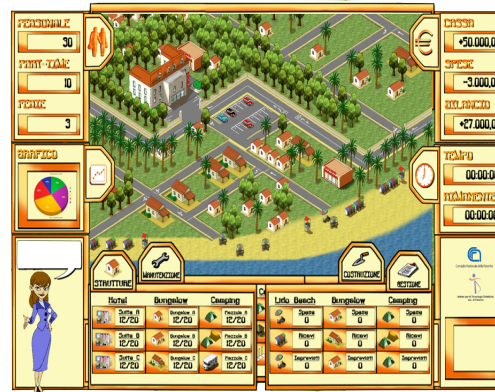 PERSONALE
30
PART-TIME
10
FERIE
3
GRAFICO
CASSA
+50.000,0
SPESE
-3.000,0
BILANCIO
+27.000,0
TEMPO
00:00:0
00:00:0
STRUTTURE
MANUTENZIONE
COSTRUZIONE
GESTIONE
Hotel Bungalow Camping
Suite A 12/20 Bungalow A 12/20 Piazzola A 12/20
Suite B 12/20 Bungalow B 12/20 Piazzola B 12/20
Suite C 12/20 Bungalow C 12/20 Piazzola C 12/20
Lido Beach Bungalow Camping
Spese 0 Spese 0 Spese 0
Ricavi 0 Ricavi 0 Ricavi 0
Imprevisti 0 Imprevisti 0 Imprevisti 0